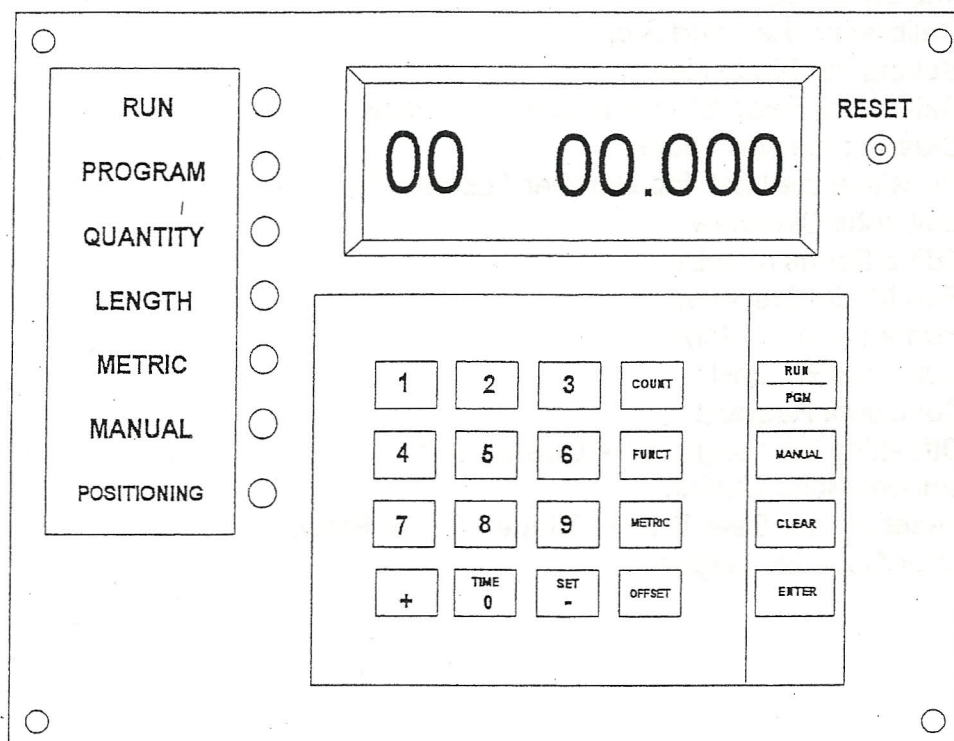 RUN
PROGRAM
QUANTITY
LENGTH
METRIC
MANUAL
POSITIONING
00 00.000
RESET
1 2 3 COUNT RUN
PGM
4 5 6 FUNCT MANUAL
7 8 9 METRIC CLEAR
+ TIME
0 SET
- OFFSET ENTER